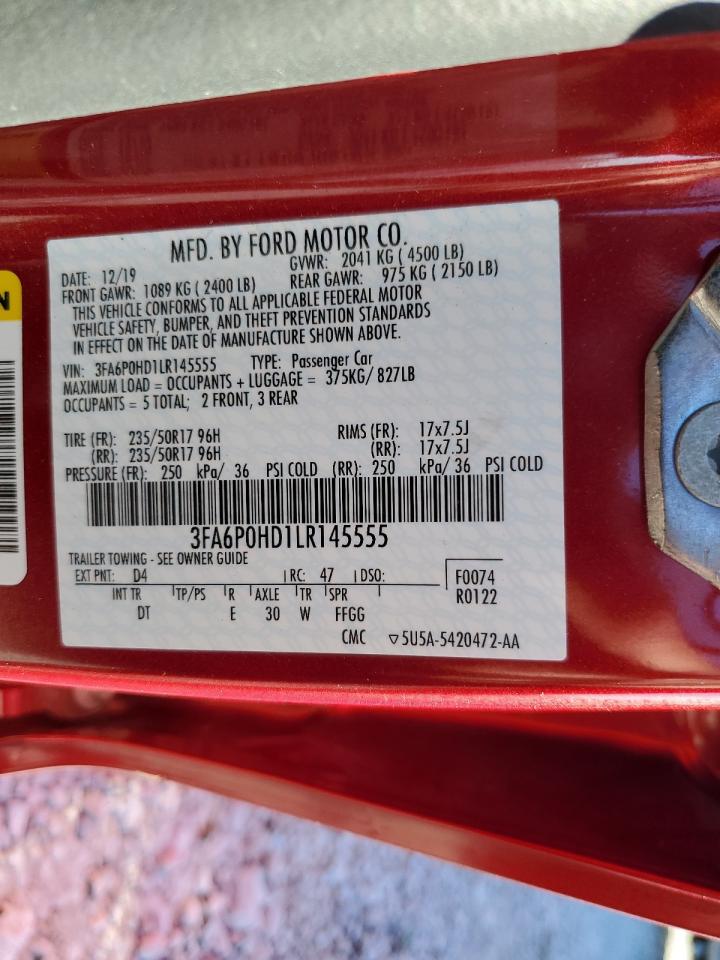 MFD. BY FORD MOTOR CO.
DATE: 12/19 GVWR: 2041 KG ( 4500 LB)
FRONT GAWR: 1089 KG ( 2400 LB) REAR GAWR: 975 KG ( 2150 LB)
THIS VEHICLE CONFORMS TO ALL APPLICABLE FEDERAL MOTOR
VEHICLE SAFETY, BUMPER, AND THEFT PREVENTION STANDARDS
IN EFFECT ON THE DATE OF MANUFACTURE SHOWN ABOVE.
VIN: 3FA6P0HD1LR145555 TYPE: Passenger Car
MAXIMUM LOAD = OCCUPANTS + LUGGAGE = 375KG/ 827LB
OCCUPANTS = 5 TOTAL; 2 FRONT, 3 REAR
TIRE (FR): 235/50R17 96H RIMS (FR): 17x7.5J
(RR): 235/50R17 96H (RR): 17x7.5J
PRESSURE (FR): 250 kPa/ 36 PSI COLD (RR): 250 kPa/ 36 PSI COLD
3FA6P0HD1LR145555
TRAILER TOWING - SEE OWNER GUIDE
EXT PNT: D4 RC: 47 DSO: F0074
INT TR TP/PS R AXLE TR SPR R0122
DT E 30 W FFGG
CMC ▽5U5A-5420472-AA
N